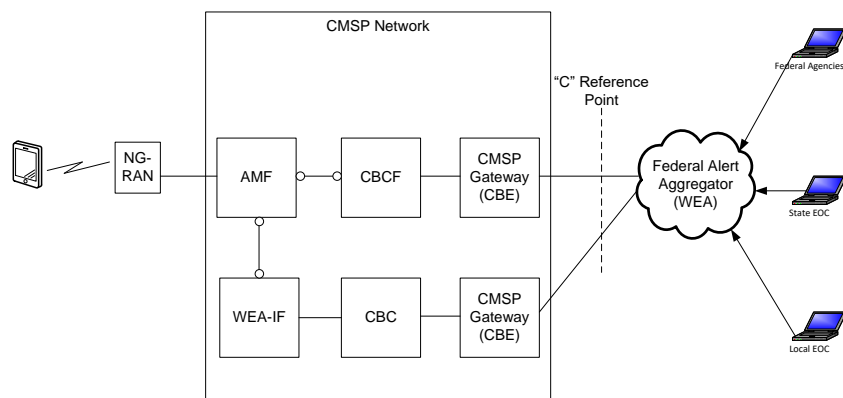 CMSP Network
Federal Agencies
“C” Reference
Point
NG-
RAN
AMF
CBCF
CMSP
Gateway
(CBE)
Federal Alert
Aggregator
(WEA)
State EOC
WEA-IF
CBC
CMSP
Gateway
(CBE)
Local EOC